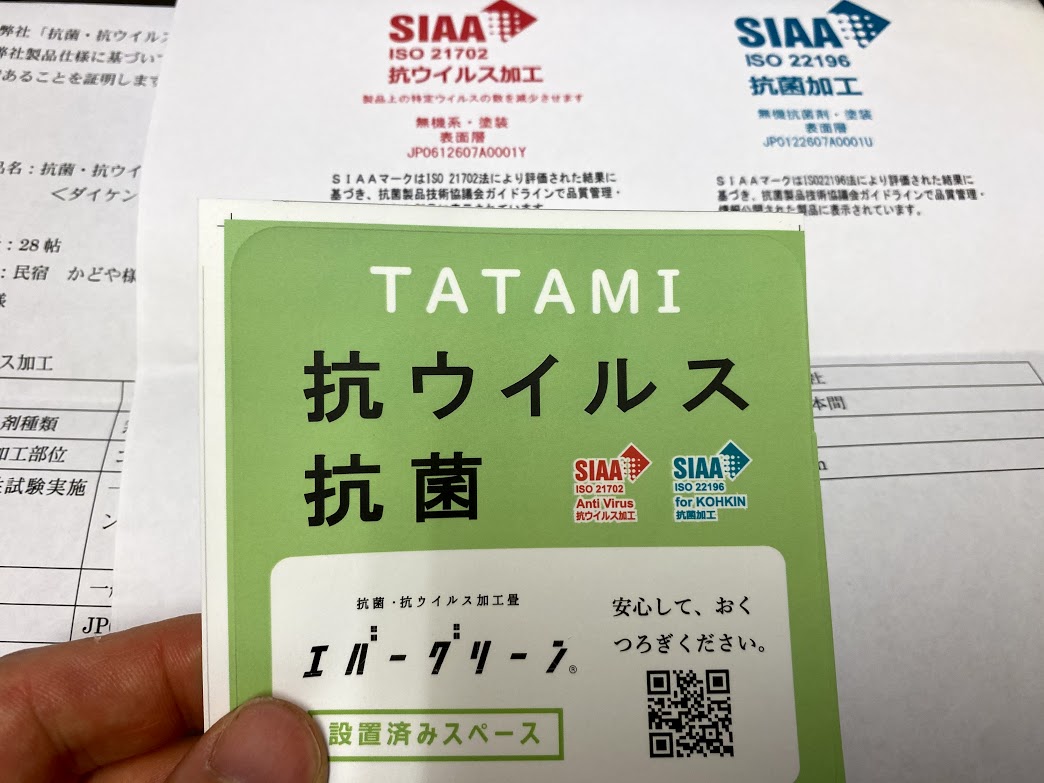 弊社「抗菌・抗ウイルス
弊社製品仕様に基づい
あることを証明しま
品名：抗菌・抗ウイ
＜ダイケン
：28帖
：民宿　かどや様
様
ス加工
剤種類
加工部位
試験実施
ン
一
JP
SIAA
ISO 21702
抗ウイルス加工
製品上の特定ウイルスの数を減少させます
無機系・塗装
表面層
JP0612607A0001Y
ＳＩＡＡマークはISO 21702法により評価された結果に
基づき、抗菌製品技術協議会ガイドラインで品質管理・
SIAA
ISO 22196
抗菌加工
無機抗菌剤・塗装
表面層
JP0122607A0001U
ＳＩＡＡマークはISO22196法により評価された結果に
基づき、抗菌製品技術協議会ガイドラインで品質管理・
情報公開された製品に表示されています。
社
本間
TATAMI
抗ウイルス
抗菌
SIAA
ISO 21702
Anti Virus
抗ウイルス加工
SIAA
ISO 22196
for KOHKIN
抗菌加工
抗菌・抗ウイルス加工畳
エバーグリーン®
安心して、おく
つろぎください。
設置済みスペース